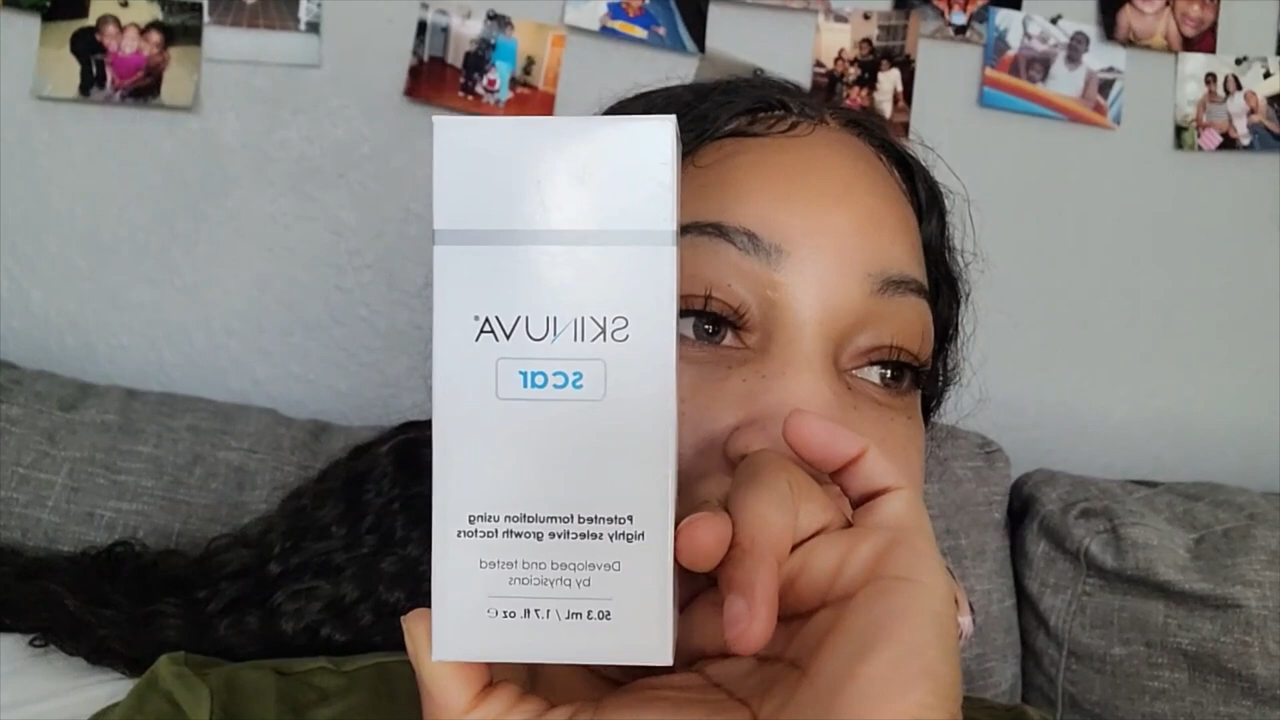 SKINUVA®
scar
Patented formulation using
highly selective growth factors
Developed and tested
by physicians
50.3 mL / 1.7 fl. oz ℮